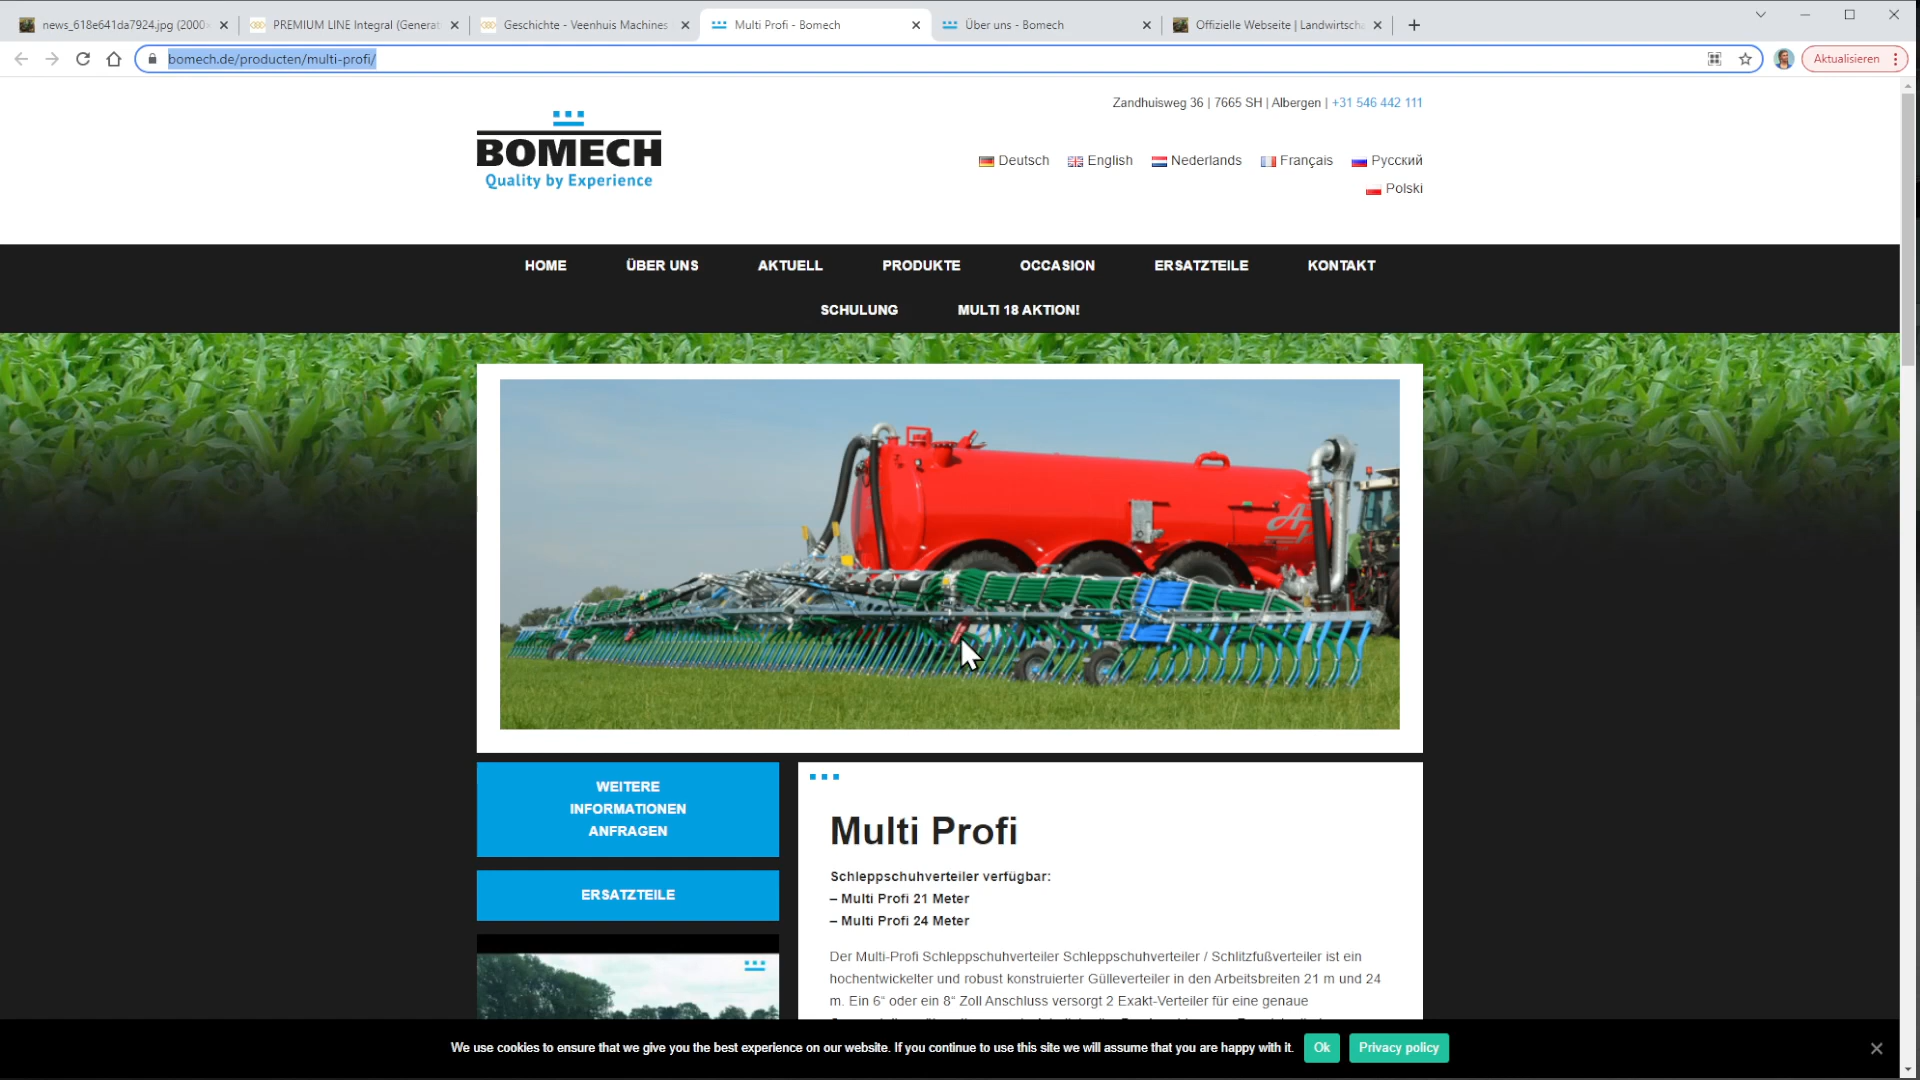 news_618e641da7924.jpg (2000
PREMIUM LINE Integral (Generat
Geschichte - Veenhuis Machines
Multi Profi - Bomech
Über uns - Bomech
Offizielle Webseite | Landwirtscha
bomech.de/producten/multi-profi/
Aktualisieren
Zandhuisweg 36 | 7665 SH | Albergen | +31 546 442 111
BOMECH
Quality by Experience
Deutsch English Nederlands Français Русский
Polski
HOME ÜBER UNS AKTUELL PRODUKTE OCCASION ERSATZTEILE KONTAKT
SCHULUNG MULTI 18 AKTION!
WEITERE
INFORMATIONEN
ANFRAGEN
ERSATZTEILE
Multi Profi
Schleppschuhverteiler verfügbar:
– Multi Profi 21 Meter
– Multi Profi 24 Meter
Der Multi-Profi Schleppschuhverteiler Schleppschuhverteiler / Schlitzfußverteiler ist ein
hochentwickelter und robust konstruierter Gülleverteiler in den Arbeitsbreiten 21 m und 24
m. Ein 6“ oder ein 8“ Zoll Anschluss versorgt 2 Exakt-Verteiler für eine genaue
We use cookies to ensure that we give you the best experience on our website. If you continue to use this site we will assume that you are happy with it. Ok Privacy policy